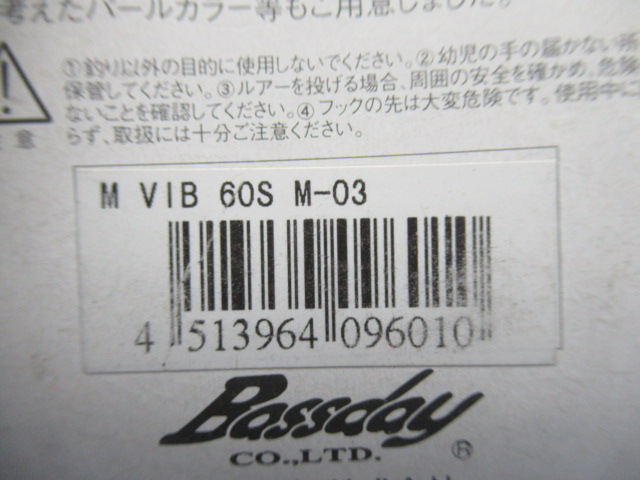 考えたパールカラー等もご用意しました。
①釣り以外の目的に使用しないでください。②幼児の手の届かない所
保管してください。③ルアーを投げる場合、周囲の安全を確かめ、危険
ないことを確認してください。④フックの先は大変危険です。使用中に
注意
らず、取扱には十分ご注意ください。
M VIB 60S M-03
4 513964 096010
Bassday
CO.,LTD. ®